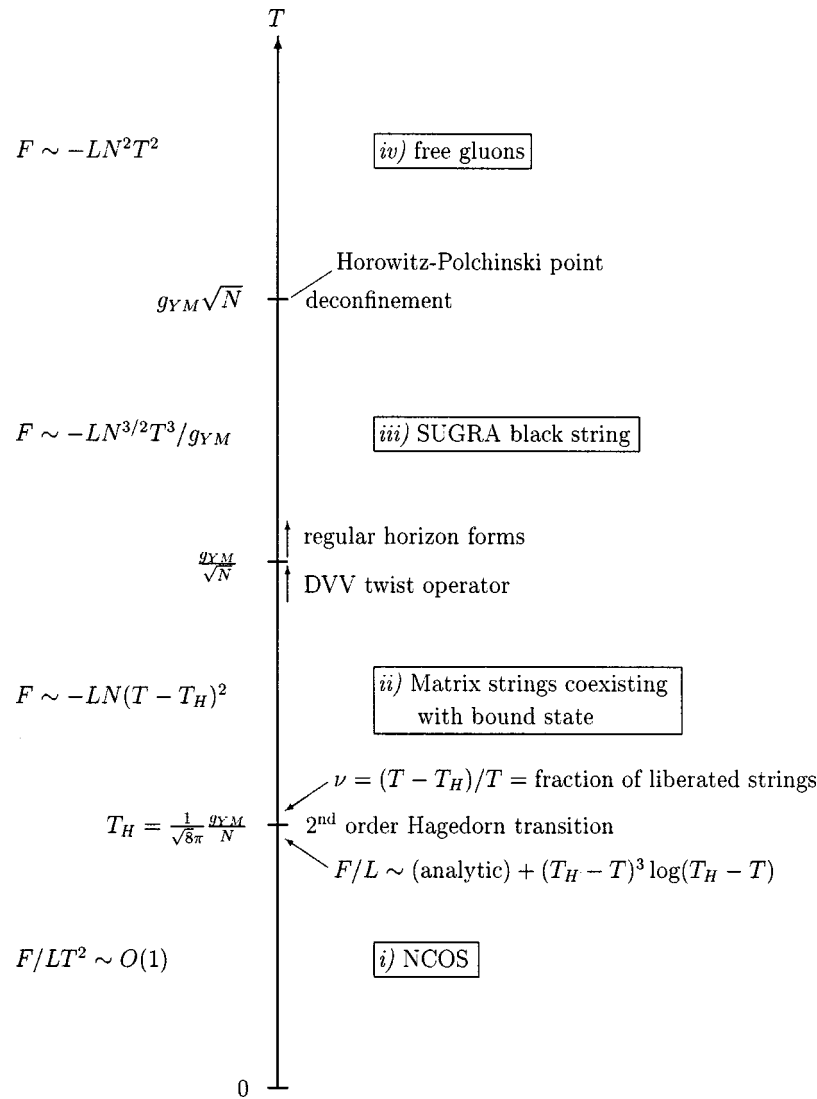 T
F ∼ −LN²T²
iv) free gluons
Horowitz-Polchinski point
g_{YM}√N
deconfinement
F ∼ −LN^{3/2}T³/g_{YM}
iii) SUGRA black string
regular horizon forms
g_{YM}/√N
DVV twist operator
F ∼ −LN(T − T_H)²
ii) Matrix strings coexisting
with bound state
ν = (T − T_H)/T = fraction of liberated strings
T_H = \frac{1}{√8π} \frac{g_{YM}}{N}
2nd order Hagedorn transition
F/L ∼ (analytic) + (T_H − T)³ log(T_H − T)
F/LT² ∼ O(1)
i) NCOS
0